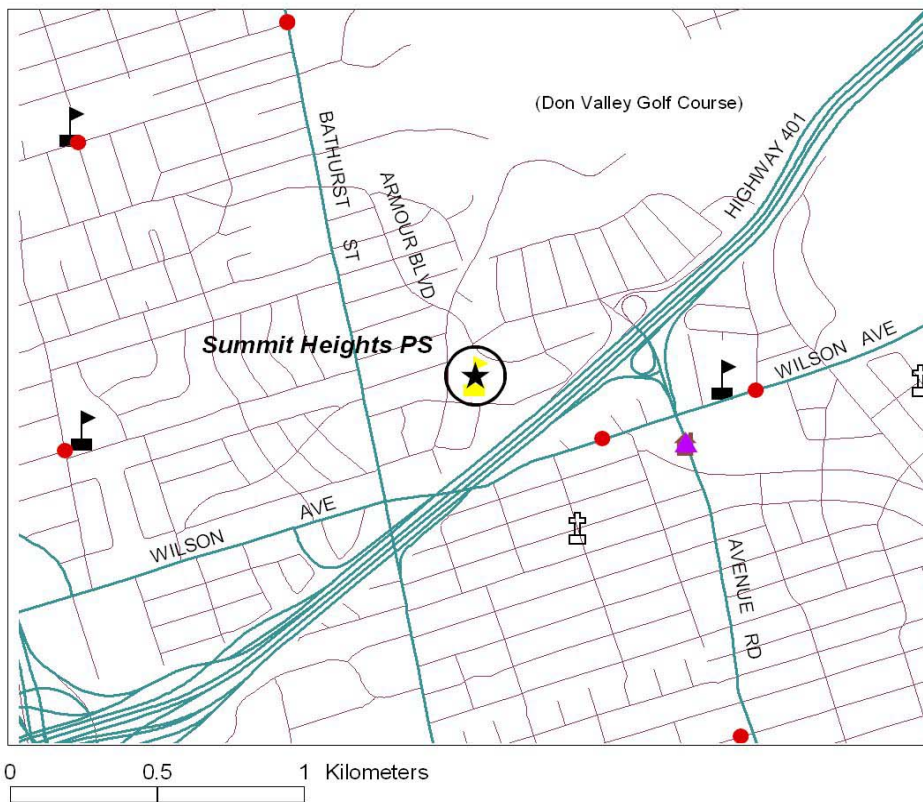 (Don Valley Golf Course)
HIGHWAY 401
BATHURST ST
ARMOUR BLVD
Summit Heights PS
WILSON AVE
WILSON AVE
AVENUE RD
0 0.5 1 Kilometers